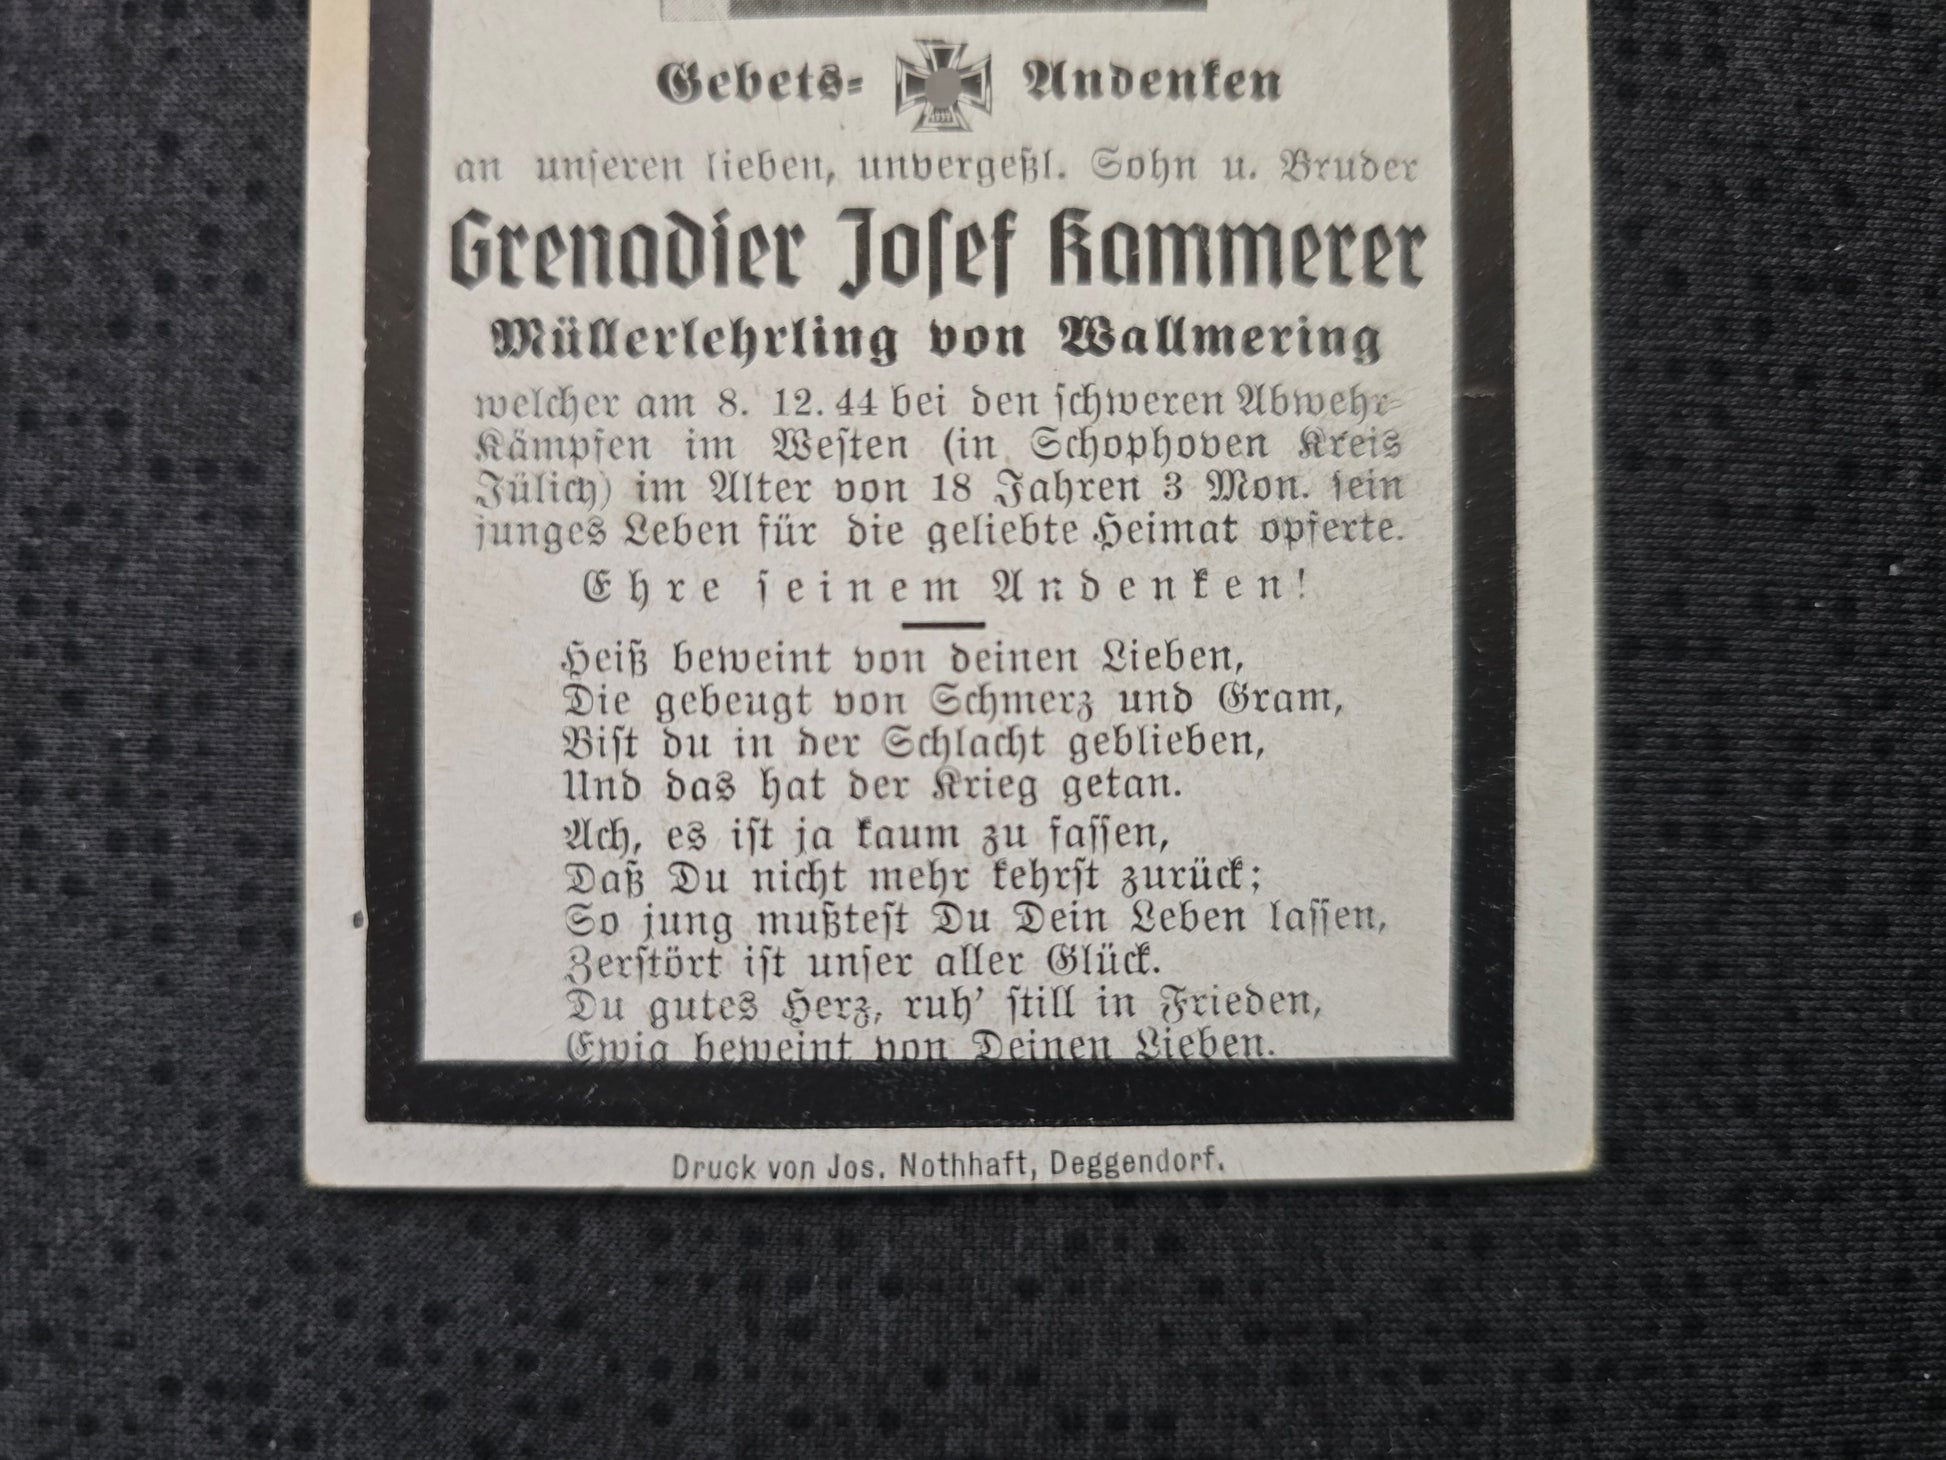 Gebets- Andenken
an unseren lieben, unvergeßl. Sohn u. Bruder
Grenadier Josef Kammerer
Müllerlehrling von Wallmering
welcher am 8. 12. 44 bei den schweren Abwehr-
Kämpfen im Westen (in Schophoven Kreis
Jülich) im Alter von 18 Jahren 3 Mon. sein
junges Leben für die geliebte Heimat opferte.
Ehre seinem Andenken!
Heiß beweint von deinen Lieben,
Die gebeugt von Schmerz und Gram,
Bist du in der Schlacht geblieben,
Und das hat der Krieg getan.
Ach, es ist ja kaum zu fassen,
Daß Du nicht mehr kehrst zurück;
So jung mußtest Du Dein Leben lassen,
Zerstört ist unser aller Glück.
Du gutes Herz, ruh' still in Frieden,
Ewig beweint von Deinen Lieben.
Druck von Jos. Nothhaft, Deggendorf.